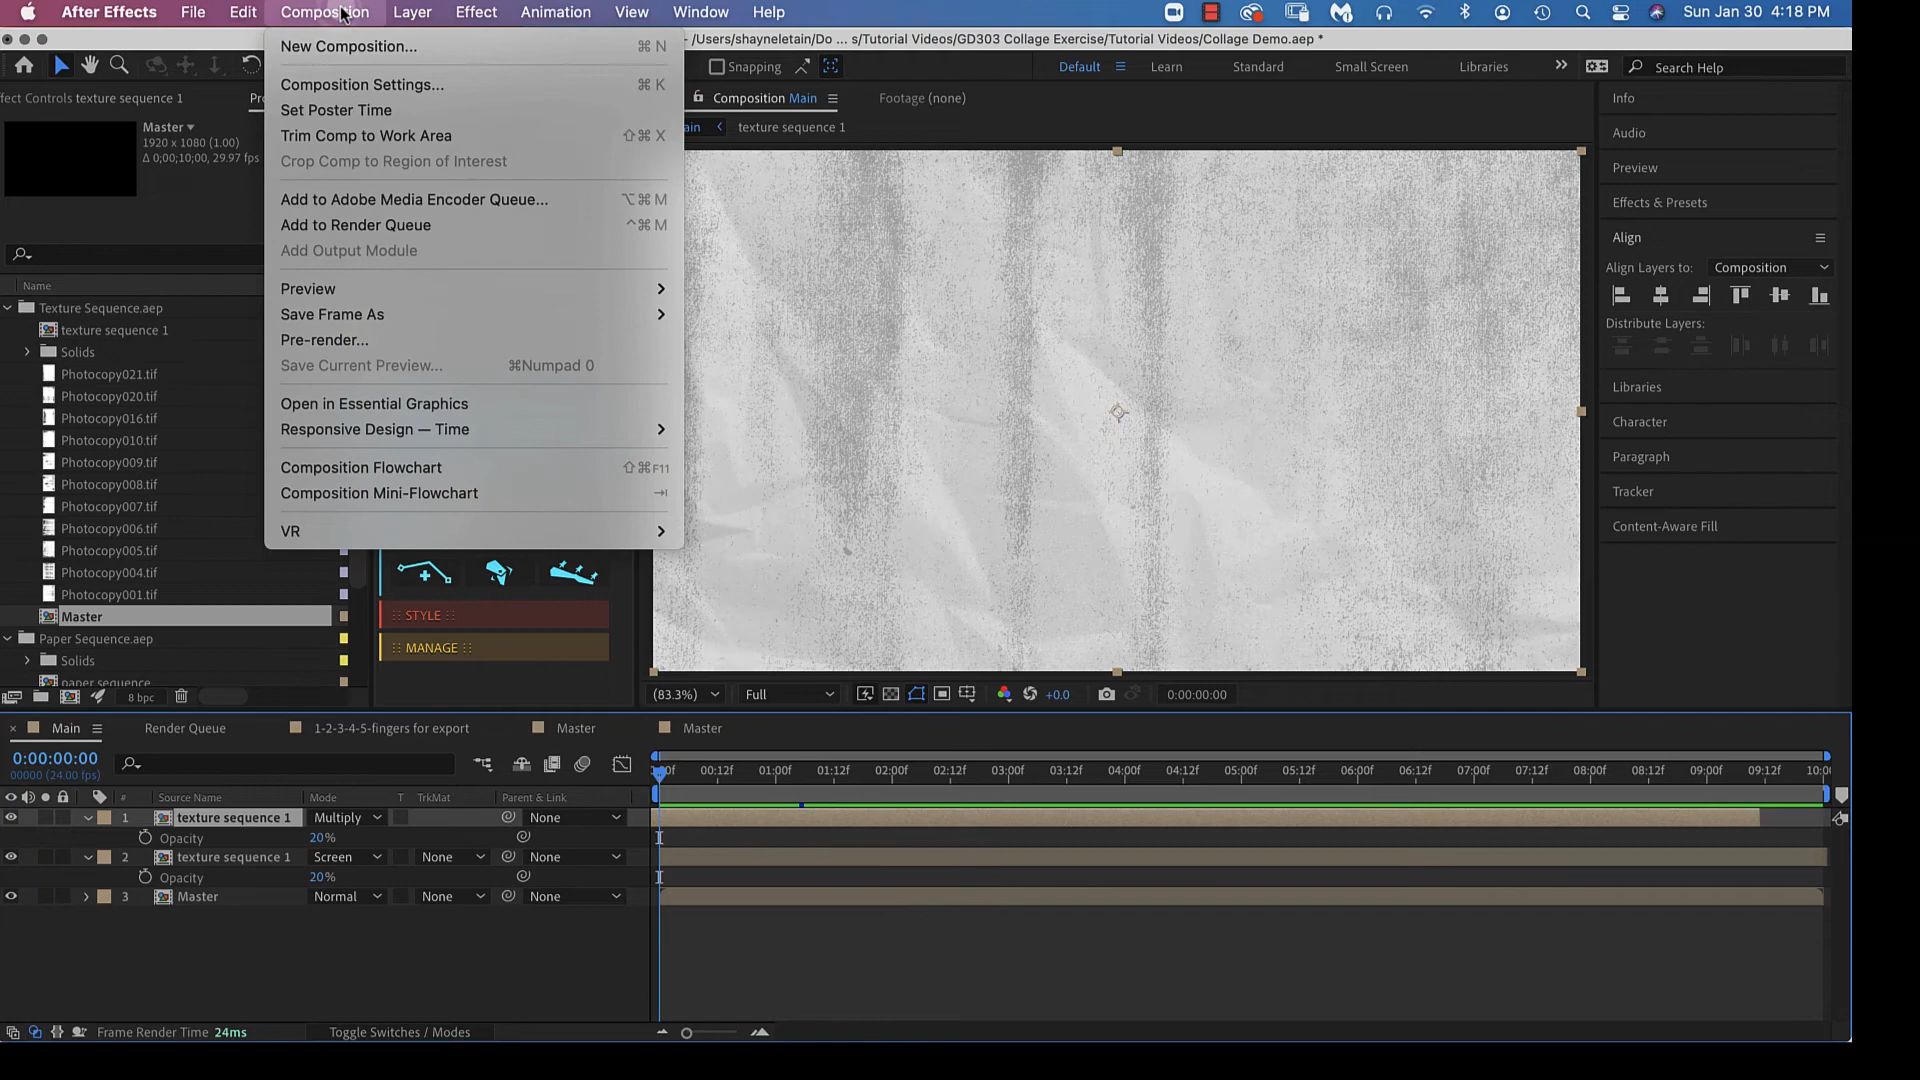 After Effects File Edit Composition Layer Effect Animation View Window Help Sun Jan 30 4:18 PM
- /Users/shayneletain/Do ... s/Tutorial Videos/GD303 Collage Exercise/Tutorial Videos/Collage Demo.aep *
Snapping Default Learn Standard Small Screen Libraries Search Help
ffect Controls texture sequence 1 Pro
Composition Main Footage (none)
ain texture sequence 1
Master
1920 x 1080 (1.00)
Δ 0;00;10;00, 29.97 fps
New Composition... ⌘ N
Composition Settings... ⌘ K
Set Poster Time
Trim Comp to Work Area ⇧⌘ X
Crop Comp to Region of Interest
Add to Adobe Media Encoder Queue... ⌥⌘ M
Add to Render Queue ^⌘ M
Add Output Module
Preview
Save Frame As
Pre-render...
Save Current Preview... ⌘Numpad 0
Open in Essential Graphics
Responsive Design — Time
Composition Flowchart ⇧⌘F11
Composition Mini-Flowchart ⇥
VR
Name
Texture Sequence.aep
texture sequence 1
Solids
Photocopy021.tif
Photocopy020.tif
Photocopy016.tif
Photocopy010.tif
Photocopy009.tif
Photocopy008.tif
Photocopy007.tif
Photocopy006.tif
Photocopy005.tif
Photocopy004.tif
Photocopy001.tif
Master
Paper Sequence.aep
Solids
paper sequence
8 bpc
:: STYLE ::
:: MANAGE ::
(83.3%) Full +0.0 0:00:00:00
Info
Audio
Preview
Effects & Presets
Align
Align Layers to: Composition
Distribute Layers:
Libraries
Character
Paragraph
Tracker
Content-Aware Fill
Main Render Queue 1-2-3-4-5-fingers for export Master Master
0:00:00:00
00000 (24.00 fps)
0f 00:12f 01:00f 01:12f 02:00f 02:12f 03:00f 03:12f 04:00f 04:12f 05:00f 05:12f 06:00f 06:12f 07:00f 07:12f 08:00f 08:12f 09:00f 09:12f 10:0
# Source Name Mode T TrkMat Parent & Link
1 texture sequence 1 Multiply None
Opacity 20%
2 texture sequence 1 Screen None None
Opacity 20%
3 Master Normal None None
Frame Render Time 24ms Toggle Switches / Modes